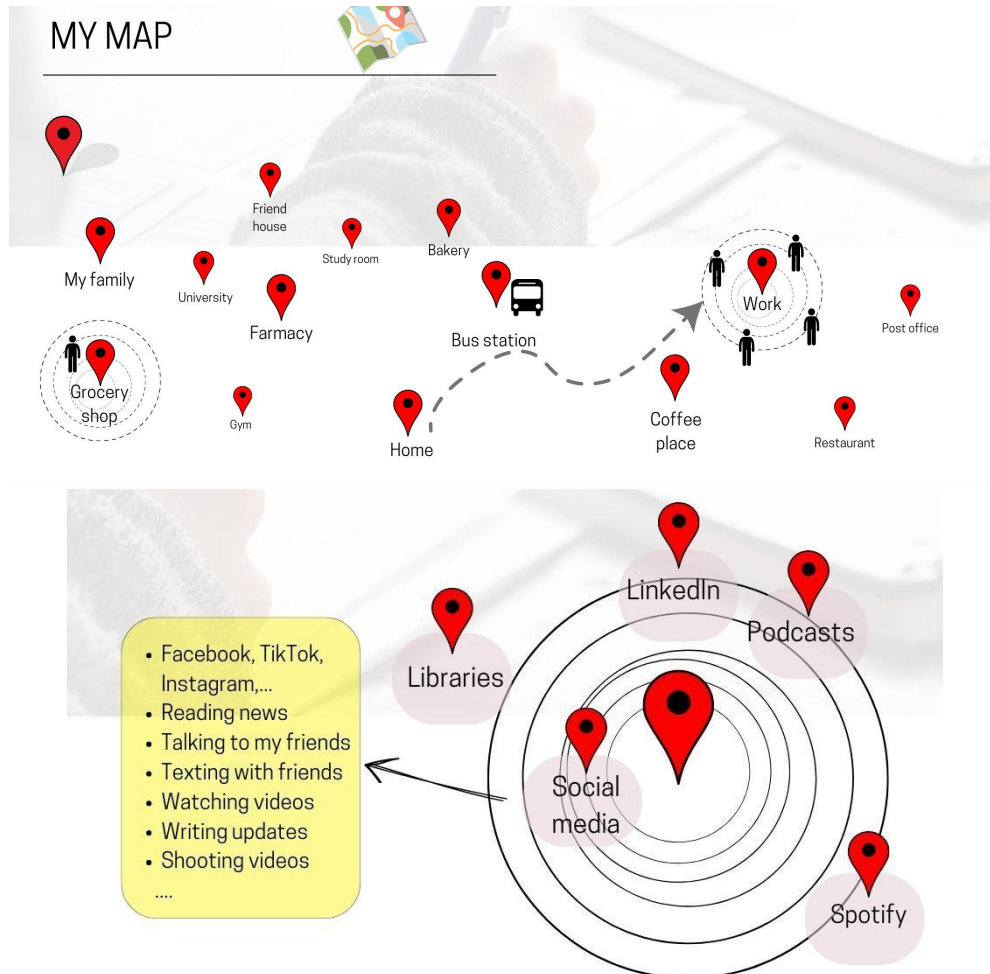 MY MAP
Friend
house
Study room
Bakery
My family
University
Farmacy
Bus station
Work
Post office
Grocery
shop
Gym
Home
Coffee
place
Restaurant
LinkedIn
Podcasts
Libraries
Social
media
Spotify
• Facebook, TikTok,
Instagram,...
• Reading news
• Talking to my friends
• Texting with friends
• Watching videos
• Writing updates
• Shooting videos
....